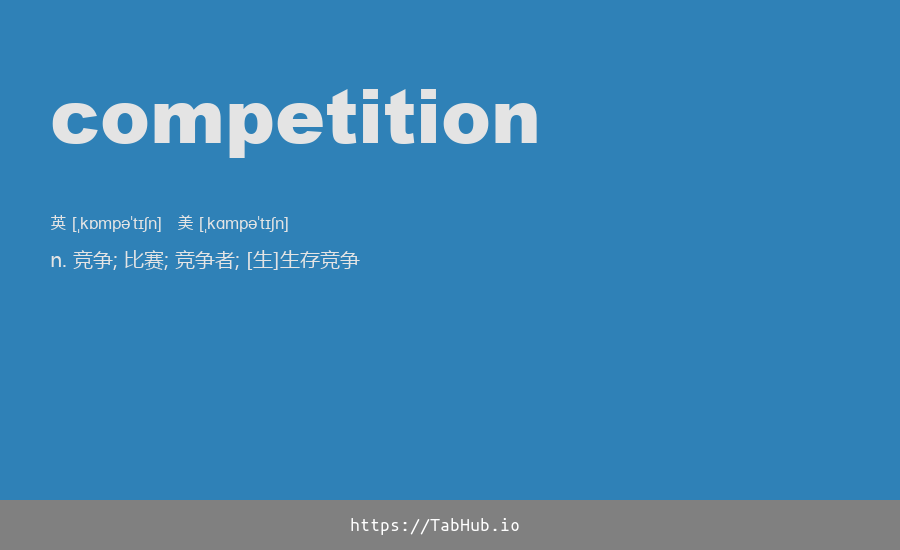 competition
英 [ˌkɒmpəˈtɪʃn] 美 [ˌkɑmpəˈtɪʃn]
n. 竞争; 比赛; 竞争者; [生]生存竞争
https://TabHub.io